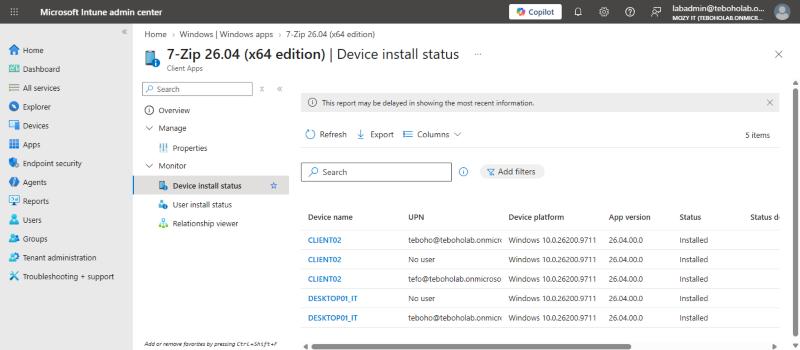 Microsoft Intune admin center
Copilot
labadmin@teboholab.o...
MOZY IT (TEBOHOLAB.ONMICR...
Home > Windows | Windows apps > 7-Zip 26.04 (x64 edition)
7-Zip 26.04 (x64 edition) | Device install status ...
Client Apps
Home
Dashboard
All services
Explorer
Devices
Apps
Endpoint security
Agents
Reports
Users
Groups
Tenant administration
Troubleshooting + support
Search
Overview
Manage
Properties
Monitor
Device install status
User install status
Relationship viewer
Add or remove favorites by pressing Ctrl+Shift+F
This report may be delayed in showing the most recent information.
Refresh Export Columns 5 items
Search Add filters
Device name UPN Device platform App version Status Status de
CLIENT02 teboho@teboholab.onmicr Windows 10.0.26200.9711 26.04.00.0 Installed
CLIENT02 No user Windows 10.0.26200.9711 26.04.00.0 Installed
CLIENT02 tefo@teboholab.onmicroso Windows 10.0.26200.9711 26.04.00.0 Installed
DESKTOP01_IT No user Windows 10.0.26200.9711 26.04.00.0 Installed
DESKTOP01_IT teboho@teboholab.onmicr Windows 10.0.26200.9711 26.04.00.0 Installed